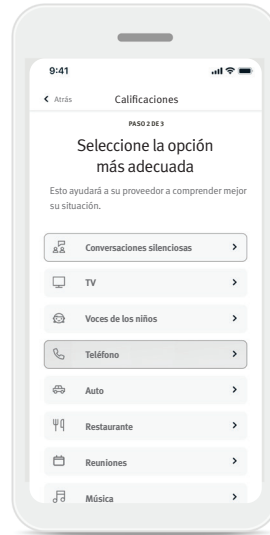 9:41
Atrás Calificaciones
PASO 2 DE 3
Seleccione la opción
más adecuada
Esto ayudará a su proveedor a comprender mejor
su situación.
Conversaciones silenciosas
TV
Voces de los niños
Teléfono
Auto
Restaurante
Reuniones
Música